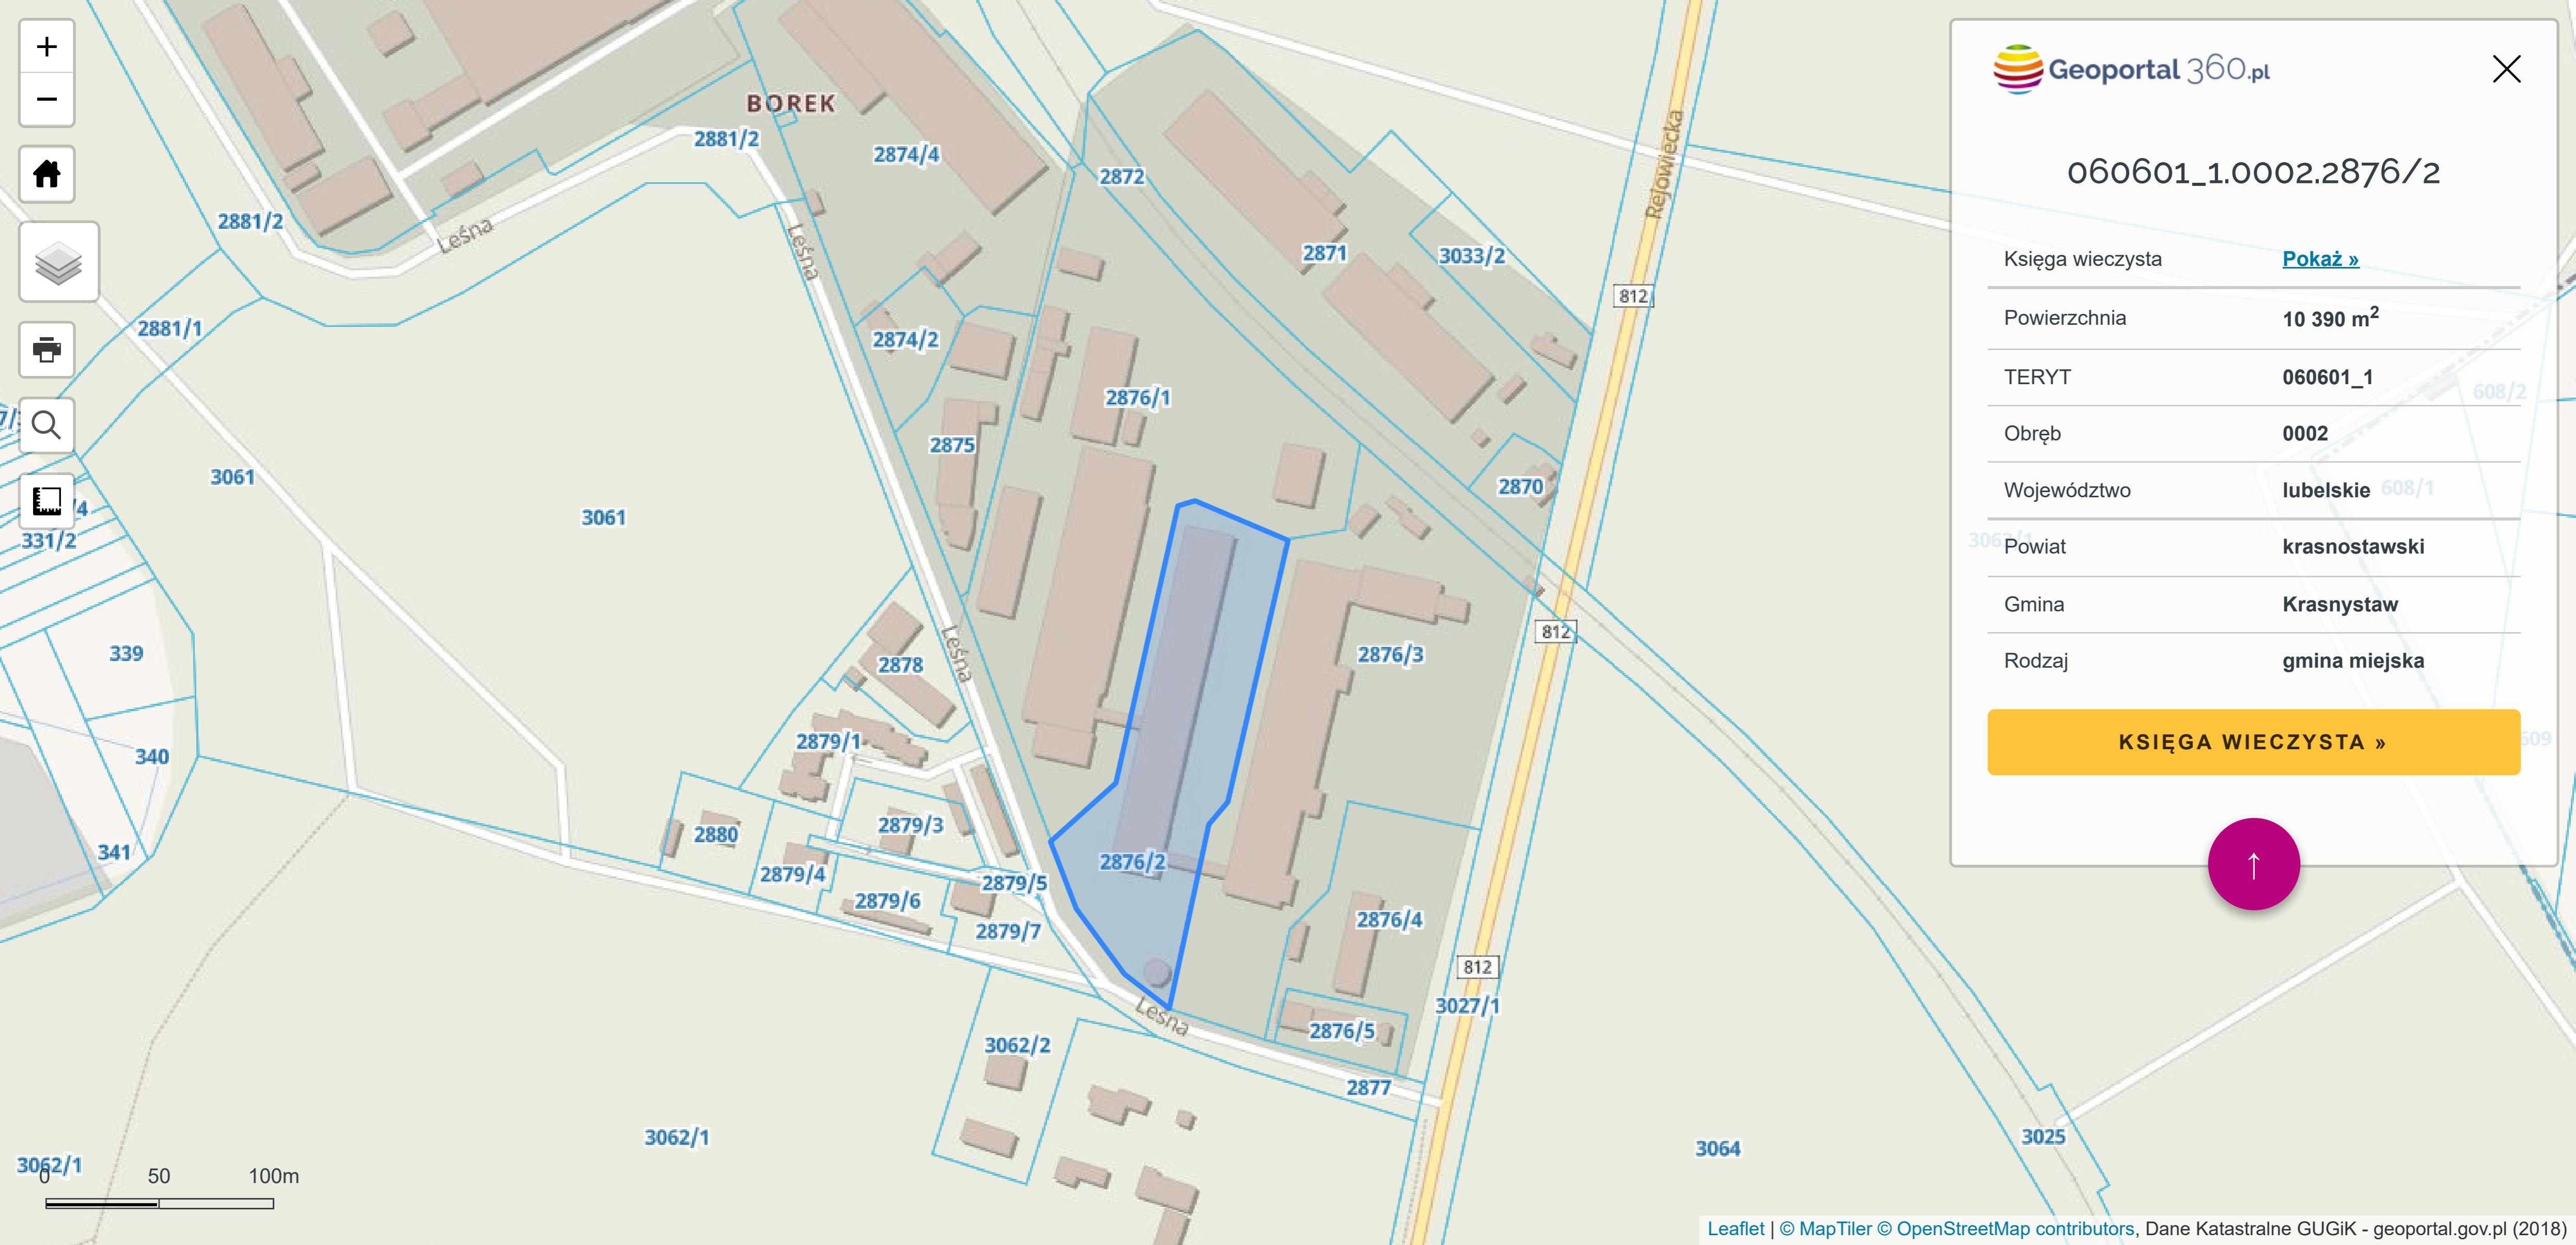 +
−
BOREK
2881/2
2874/4
2872
Rejowiecka
2881/2
Leśna
Leśna
2871
3033/2
812
2881/1
2874/2
2876/1
2875
3061
3061
2870
331/2
812
339
Leśna
2878
2876/3
340
2879/1
341
2880
2879/3
2879/4
2879/5
2876/2
2879/6
2879/7
2876/4
812
3027/1
Leśna
2876/5
3062/2
2877
3062/1
3064
3025
3062/1
0 50 100m
Geoportal 360.pl
060601_1.0002.2876/2
Księga wieczysta Pokaż »
Powierzchnia 10 390 m2
TERYT 060601_1
Obręb 0002
Województwo lubelskie
Powiat krasnostawski
Gmina Krasnystaw
Rodzaj gmina miejska
KSIĘGA WIECZYSTA »
↑
608/2
608/1
609
Leaflet | © MapTiler © OpenStreetMap contributors, Dane Katastralne GUGiK - geoportal.gov.pl (2018)